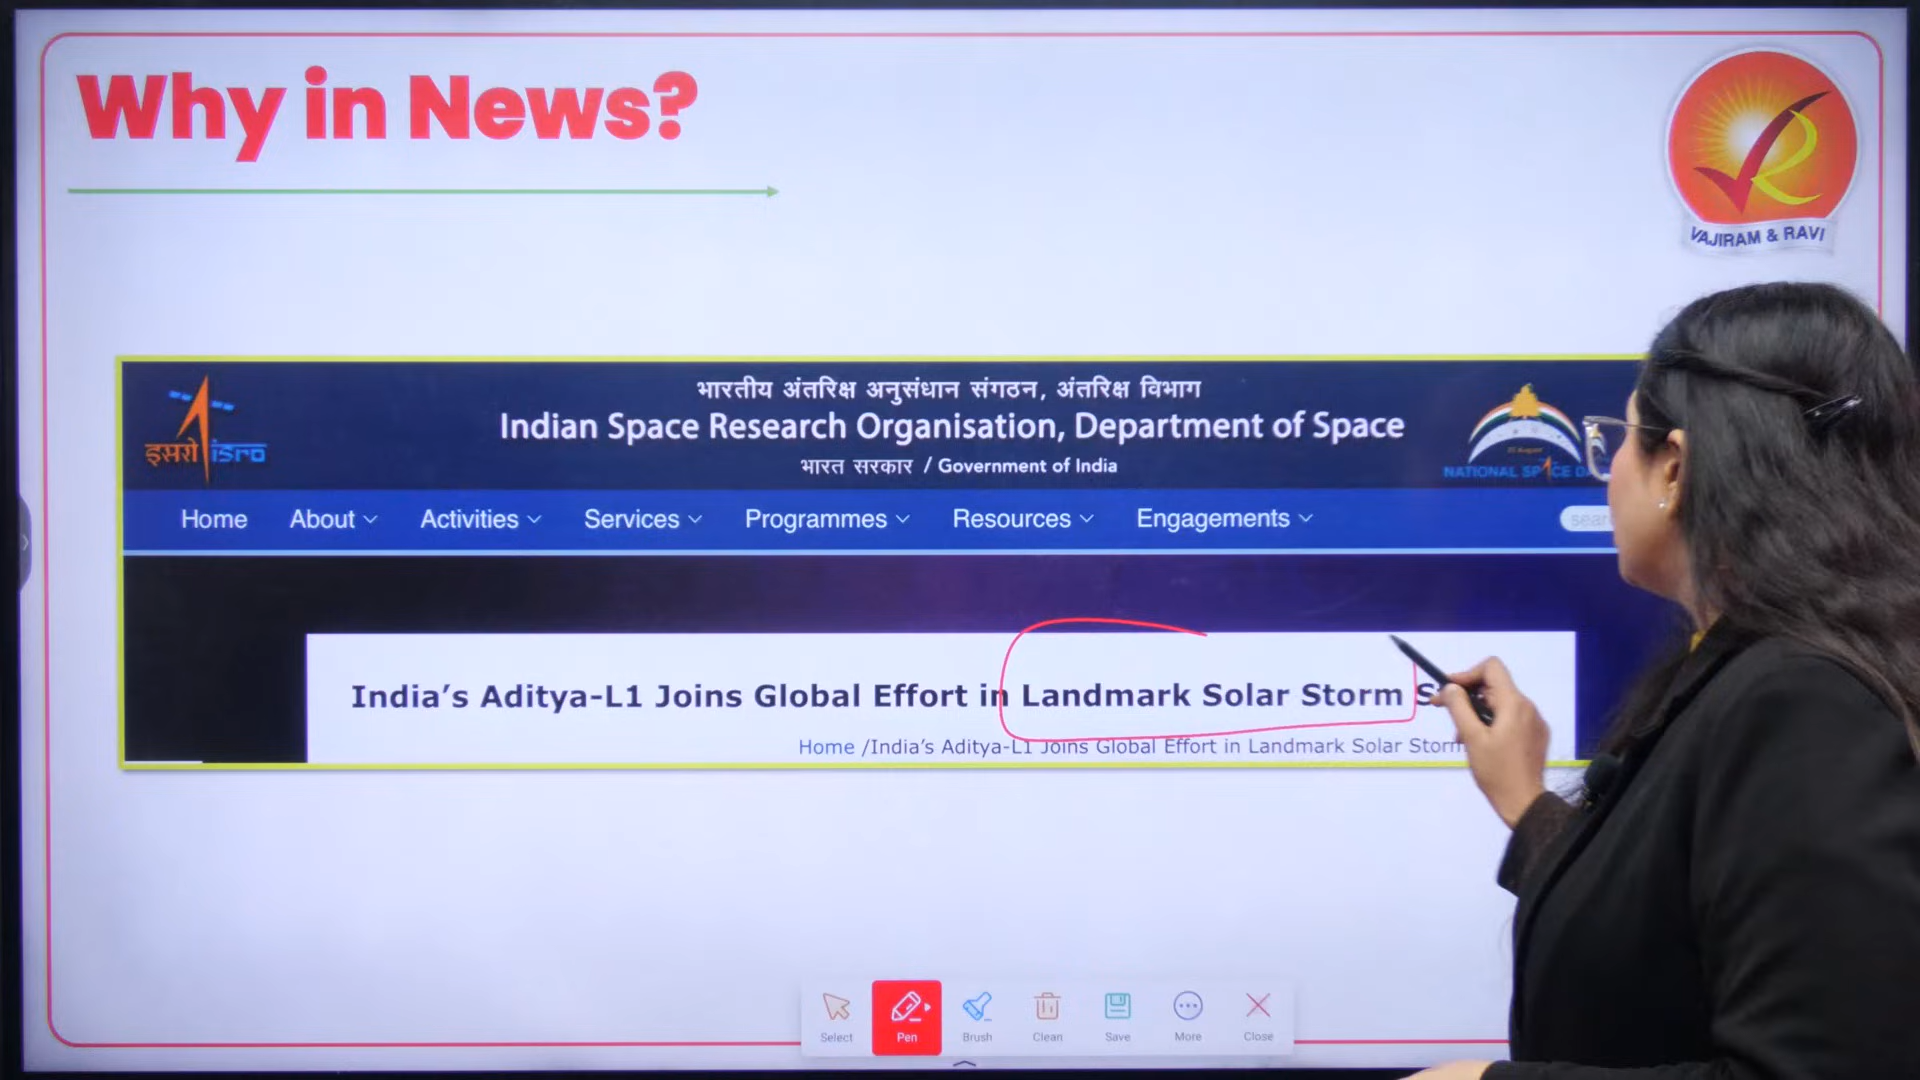 Why in News?
VAJIRAM & RAVI
भारतीय अंतरिक्ष अनुसंधान संगठन, अंतरिक्ष विभाग
Indian Space Research Organisation, Department of Space
भारत सरकार / Government of India
इसरो isro
NATIONAL SPACE
Home About Activities Services Programmes Resources Engagements
India’s Aditya-L1 Joins Global Effort in Landmark Solar Storm
Home /India’s Aditya-L1 Joins Global Effort in Landmark Solar Storm
Select Pen Brush Clean Save More Close